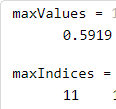 maxValues =
0.5919
maxIndices =
11